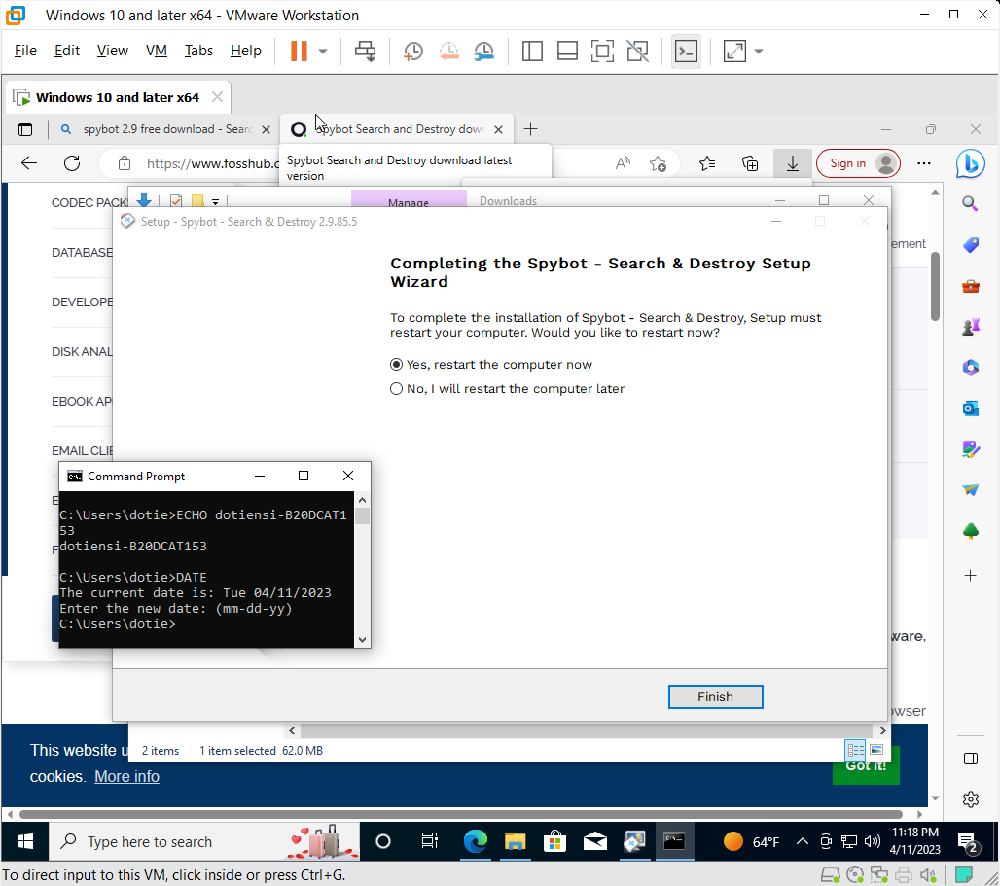 Windows 10 and later x64 - VMware Workstation
File Edit View VM Tabs Help
Windows 10 and later x64
spybot 2.9 free download - Sear
Spybot Search and Destroy down
https://www.fosshub.c
Sign in
Spybot Search and Destroy download latest
version
CODEC PACK
Manage
Downloads
Setup - Spybot - Search & Destroy 2.9.85.5
ement
DATABASE
Completing the Spybot - Search & Destroy Setup
Wizard
DEVELOPE
To complete the installation of Spybot - Search & Destroy, Setup must
restart your computer. Would you like to restart now?
DISK ANAL
Yes, restart the computer now
No, I will restart the computer later
EBOOK AP
EMAIL CLIE
Command Prompt
C:\Users\dotie>ECHO dotiensi-B20DCAT1
53
dotiensi-B20DCAT153
C:\Users\dotie>DATE
The current date is: Tue 04/11/2023
Enter the new date: (mm-dd-yy)
C:\Users\dotie>
ware,
Finish
owser
This website u
cookies. More info
2 items 1 item selected 62.0 MB
Got it!
Type here to search
64°F
11:18 PM
4/11/2023
2
To direct input to this VM, click inside or press Ctrl+G.